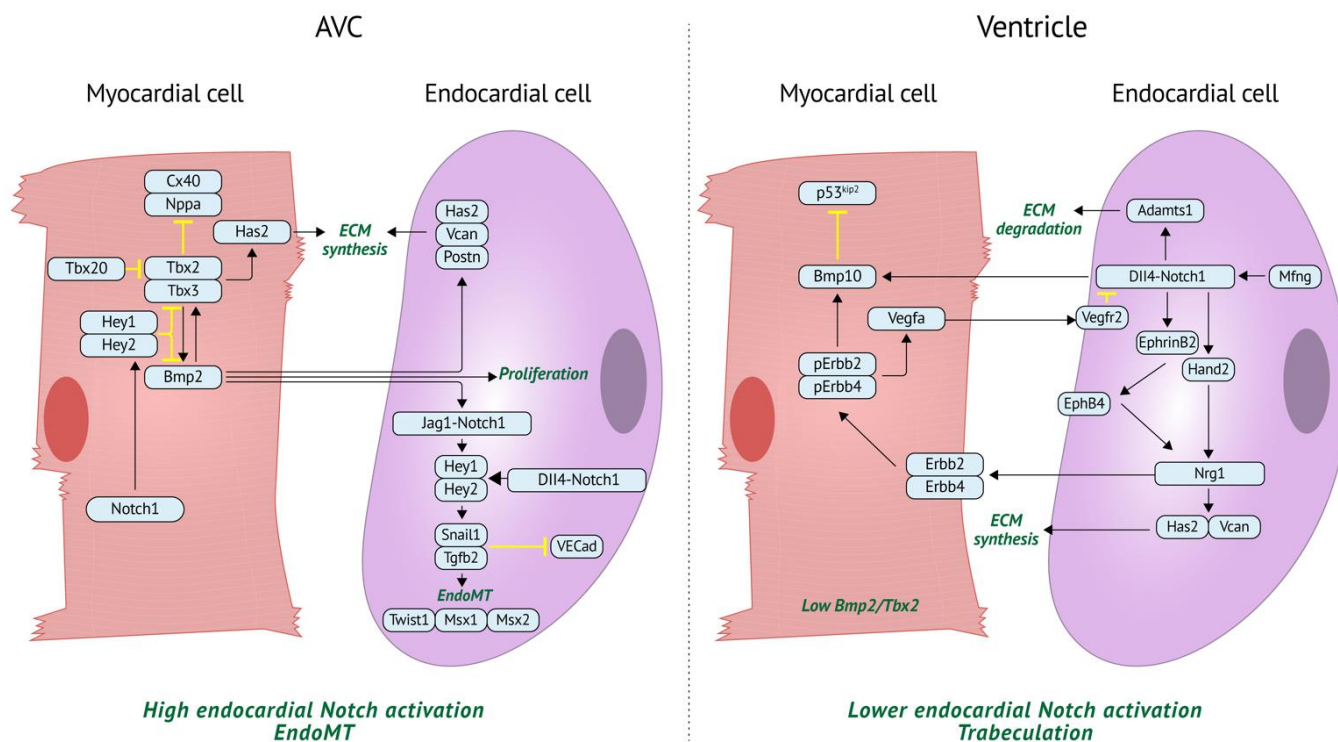 AVC
Myocardial cell
Endocardial cell
Cx40
Nppa
Has2
ECM
synthesis
Has2
Vcan
Postn
Tbx20
Tbx2
Tbx3
Hey1
Hey2
Bmp2
Proliferation
Jag1-Notch1
Hey1
Hey2
Dll4-Notch1
Notch1
Snail1
Tgfb2
VECad
EndoMT
Twist1
Msx1
Msx2
High endocardial Notch activation
EndoMT
Ventricle
Myocardial cell
Endocardial cell
p53kip2
ECM
degradation
Adamts1
Bmp10
Dll4-Notch1
Mfng
Vegfa
Vegfr2
EphrinB2
pErbb2
pErbb4
Hand2
EphB4
Erbb2
Erbb4
Nrg1
ECM
synthesis
Has2
Vcan
Low Bmp2/Tbx2
Lower endocardial Notch activation
Trabeculation